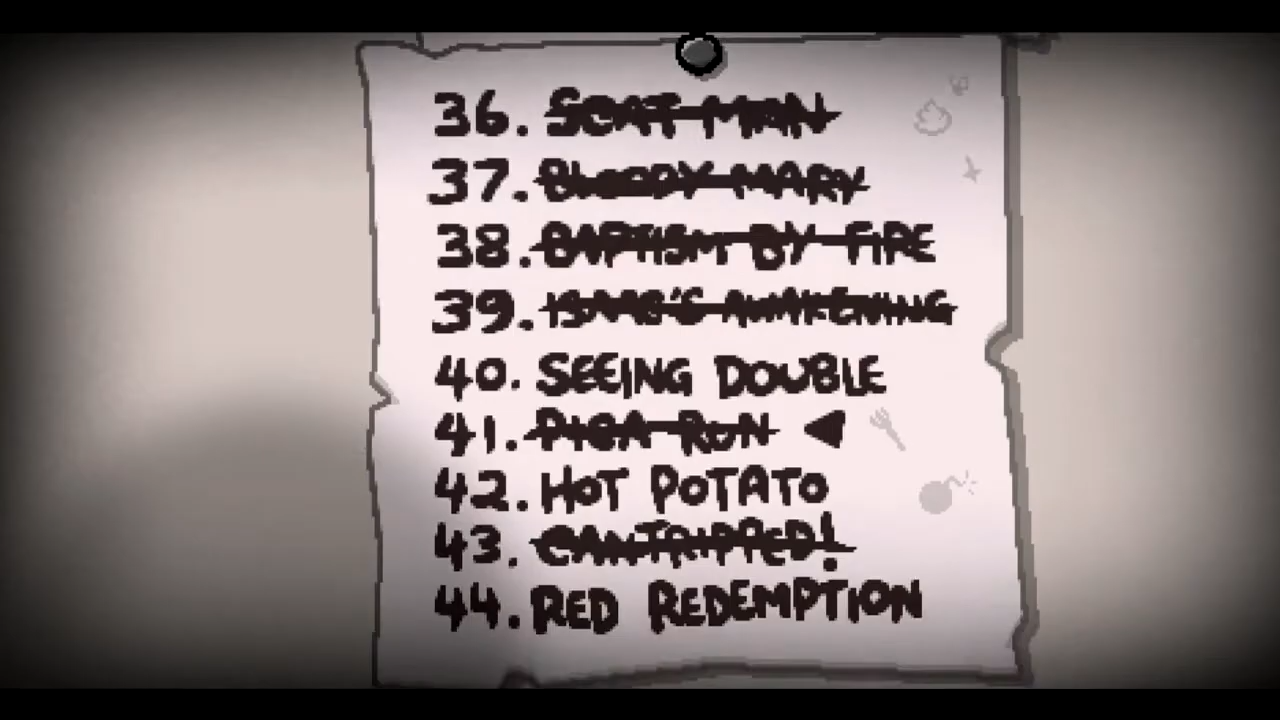 36. SCAT MAN
37. BLOODY MARY
38. BAPTISM BY FIRE
39. ISAAC'S AWAKENING
40. SEEING DOUBLE
41. PICA RUN
42. HOT POTATO
43. CANTRIPPED!
44. RED REDEMPTION